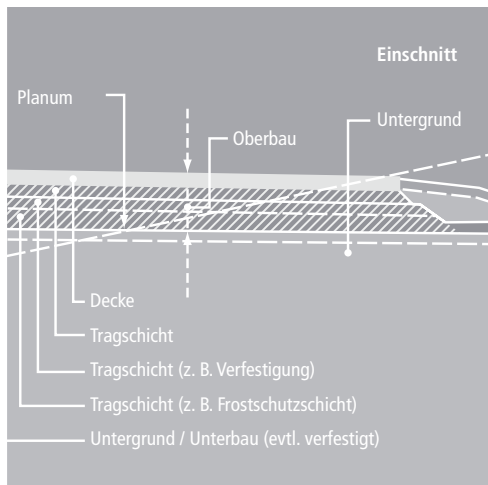 Einschnitt
Planum
Untergrund
Oberbau
Decke
Tragschicht
Tragschicht (z. B. Verfestigung)
Tragschicht (z. B. Frostschutzschicht)
Untergrund / Unterbau (evtl. verfestigt)